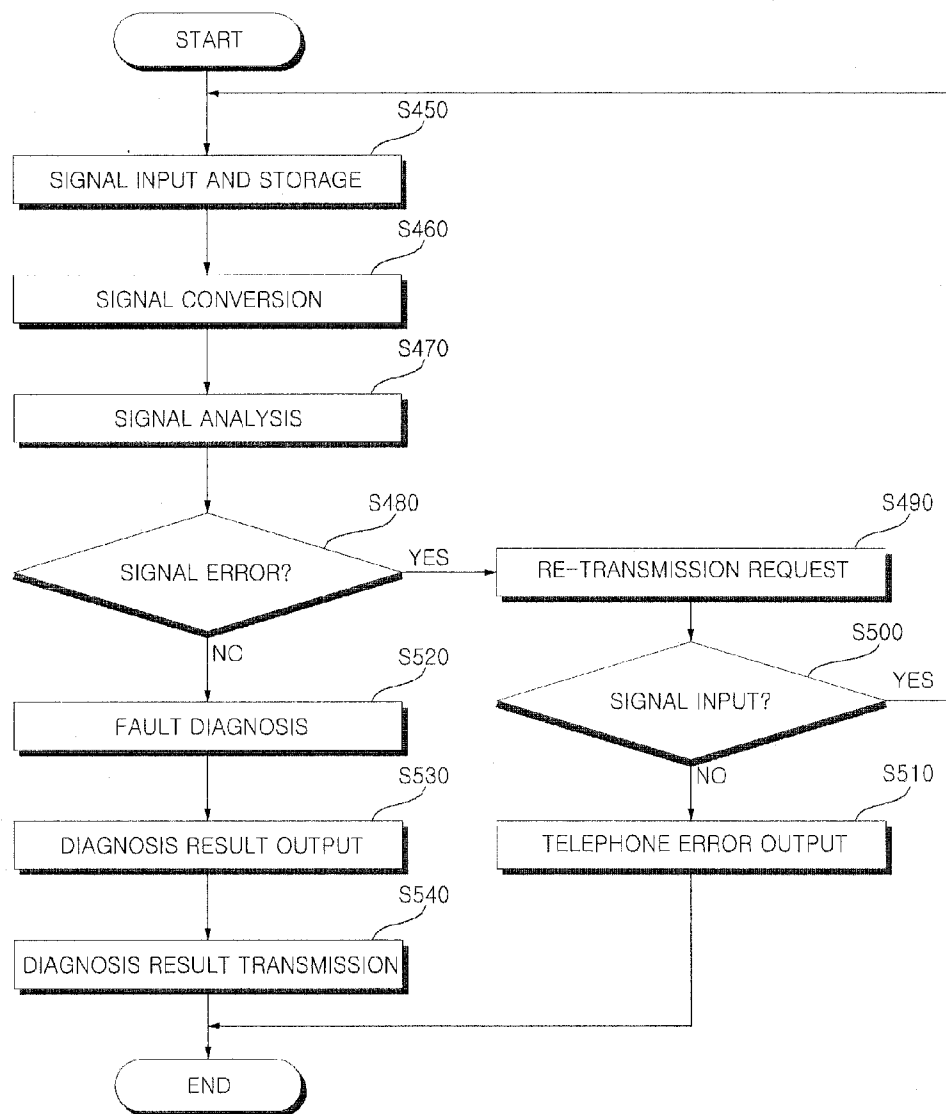 START
S450
SIGNAL INPUT AND STORAGE
S460
SIGNAL CONVERSION
S470
SIGNAL ANALYSIS
S480
SIGNAL ERROR?
YES
S490
RE-TRANSMISSION REQUEST
NO
S500
SIGNAL INPUT?
YES
S520
FAULT DIAGNOSIS
NO
S510
TELEPHONE ERROR OUTPUT
S530
DIAGNOSIS RESULT OUTPUT
S540
DIAGNOSIS RESULT TRANSMISSION
END